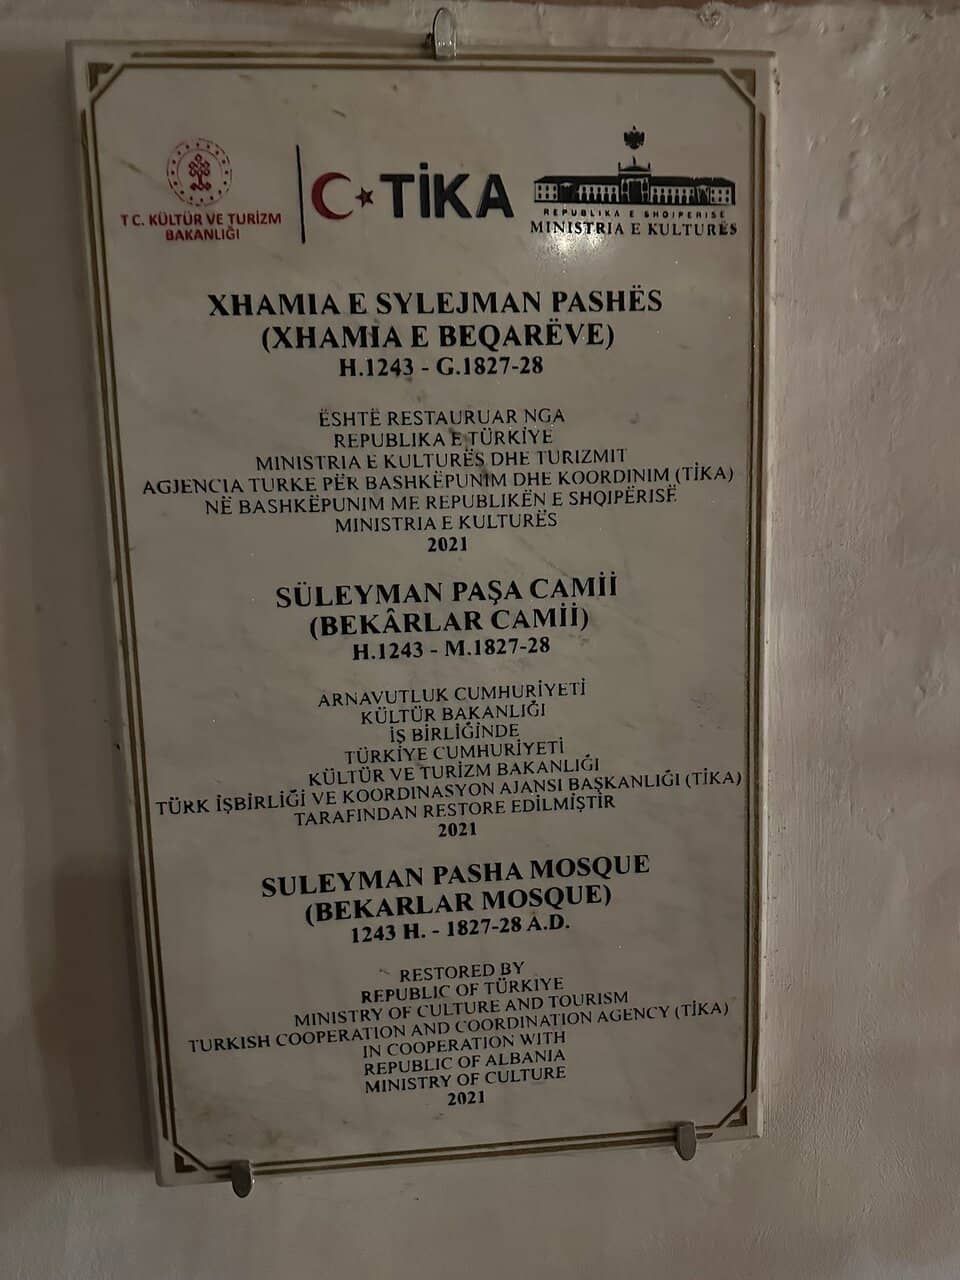 T C. KÜLTÜR VE TURİZM
BAKANLIĞI
TİKA
REPUBLIKA E SHQIPËRISË
MINISTRIA E KULTURËS
XHAMIA E SYLEJMAN PASHËS
(XHAMIA E BEQARËVE)
H.1243 - G.1827-28
ËSHTË RESTAURUAR NGA
REPUBLIKA E TÜRKİYE
MINISTRIA E KULTURËS DHE TURIZMIT
AGJENCIA TURKE PËR BASHKËPUNIM DHE KOORDINIM (TİKA)
NË BASHKËPUNIM ME REPUBLIKËN E SHQIPËRISË
MINISTRIA E KULTURËS
2021
SÜLEYMAN PAŞA CAMİİ
(BEKÂRLAR CAMİİ)
H.1243 - M.1827-28
ARNAVUTLUK CUMHURİYETİ
KÜLTÜR BAKANLIĞI
İŞ BİRLİĞİNDE
TÜRKİYE CUMHURİYETİ
KÜLTÜR VE TURİZM BAKANLIĞI
TÜRK İŞBİRLİĞİ VE KOORDİNASYON AJANSI BAŞKANLIĞI (TİKA)
TARAFINDAN RESTORE EDİLMİŞTİR
2021
SULEYMAN PASHA MOSQUE
(BEKARLAR MOSQUE)
1243 H. - 1827-28 A.D.
RESTORED BY
REPUBLIC OF TÜRKİYE
MINISTRY OF CULTURE AND TOURISM
TURKISH COOPERATION AND COORDINATION AGENCY (TİKA)
IN COOPERATION WITH
REPUBLIC OF ALBANIA
MINISTRY OF CULTURE
2021